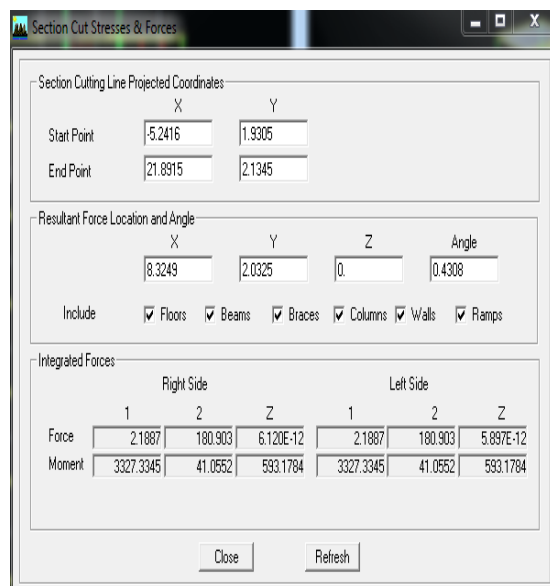 Section Cut Stresses & Forces
Section Cutting Line Projected Coordinates
X Y
Start Point -5.2416 1.9305
End Point 21.8915 2.1345
Resultant Force Location and Angle
X Y Z Angle
8.3249 2.0325 0. 0.4308
Include Floors Beams Braces Columns Walls Ramps
Integrated Forces
Right Side Left Side
1 2 Z 1 2 Z
Force 2.1887 180.903 6.120E-12 2.1887 180.903 5.897E-12
Moment 3327.3345 41.0552 593.1784 3327.3345 41.0552 593.1784
Close Refresh